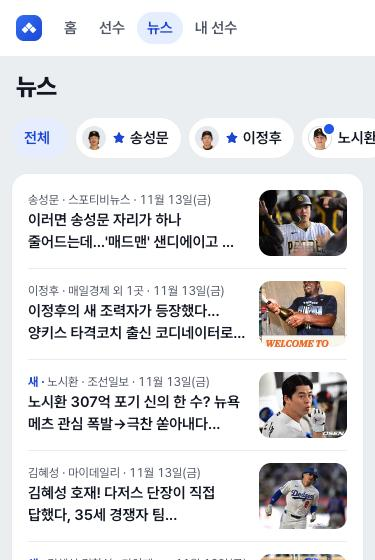 홈 선수 뉴스 내 선수
뉴스
전체 송성문 이정후 노시환
송성문 · 스포티비뉴스 · 11월 13일(금)
이러면 송성문 자리가 하나
줄어드는데…'매드맨' 샌디에이고 ...
이정후 · 매일경제 외 1곳 · 11월 13일(금)
이정후의 새 조력자가 등장했다…
양키스 타격코치 출신 코디네이터로...
WELCOME TO
새 · 노시환 · 조선일보 · 11월 13일(금)
노시환 307억 포기 신의 한 수? 뉴욕
메츠 관심 폭발→극찬 쏟아내다…
김혜성 · 마이데일리 · 11월 13일(금)
김혜성 호재! 다저스 단장이 직접
답했다, 35세 경쟁자 팀…
Dodgers